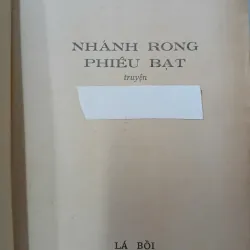 NHÁNH RONG
PHIÊU BẠT
truyện
LÁ BỐI